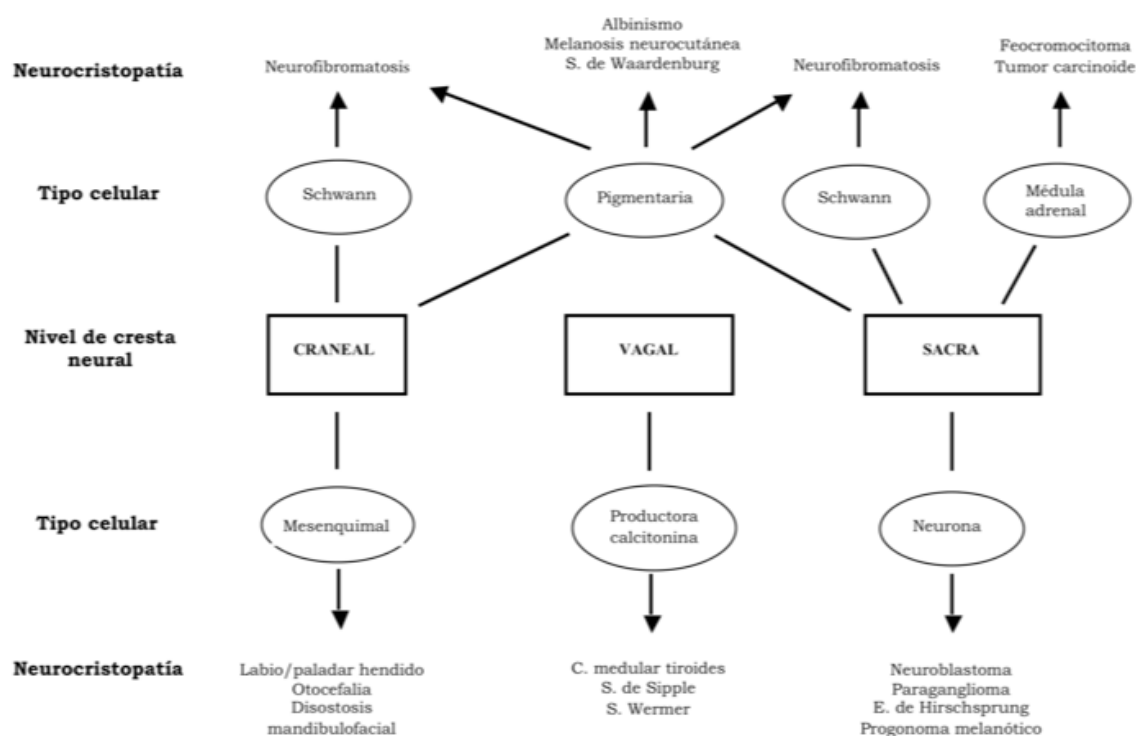 Neurocristopatía
Neurofibromatosis
Albinismo
Melanosis neurocutánea
S. de Waardenburg
Neurofibromatosis
Feocromocitoma
Tumor carcinoide
Tipo celular
Schwann
Pigmentaria
Schwann
Médula
adrenal
Nivel de cresta
neural
CRANEAL
VAGAL
SACRA
Tipo celular
Mesenquimal
Productora
calcitonina
Neurona
Neurocristopatía
Labio/paladar hendido
Otocefalia
Disostosis
mandibulofacial
C. medular tiroides
S. de Sipple
S. Wermer
Neuroblastoma
Paraganglioma
E. de Hirschsprung
Progonoma melanótico